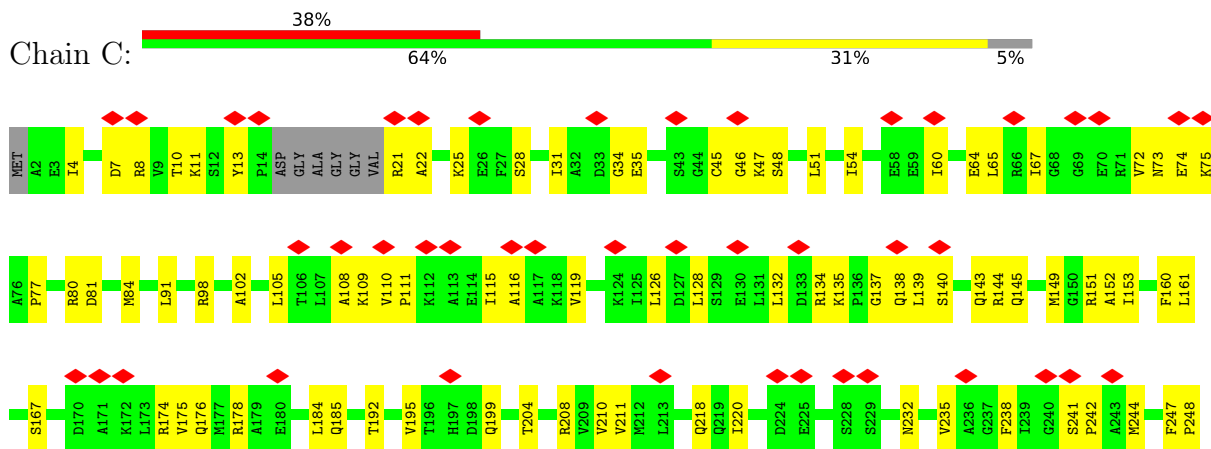 38%
Chain C:
64% 31% 5%
MET A2 E3 I4 D7 R8 V9 T10 K11 S12 Y13 P14 ASP GLY ALA GLY GLY VAL R21 A22 K25 E26 F27 S28 I31 A32 D33 G34 E35 S43 G44 C45 G46 K47 S48 L51 I54 E58 E59 I60 E64 L65 R66 I67 G68 G69 E70 R71 V72 N73 E74 K75
A76 P77 R80 D81 M84 L91 R98 A102 L105 T106 L107 A108 K109 V110 P111 K112 A113 E114 I115 A116 A117 K118 V119 K124 I125 L126 D127 L128 S129 E130 L131 L132 D133 R134 K135 P136 G137 Q138 L139 S140 Q143 R144 Q145 M149 G150 R151 A152 I153 F160 L161
S167 D170 A171 K172 L173 R174 V175 Q176 M177 R178 A179 E180 L184 Q185 T192 V195 T196 H197 D198 Q199 T204 R208 V209 V210 V211 M212 L213 Q218 Q219 I220 D224 E225 S228 S229 N232 V235 A236 G237 F238 I239 G240 S241 P242 A243 M244 F247 P248